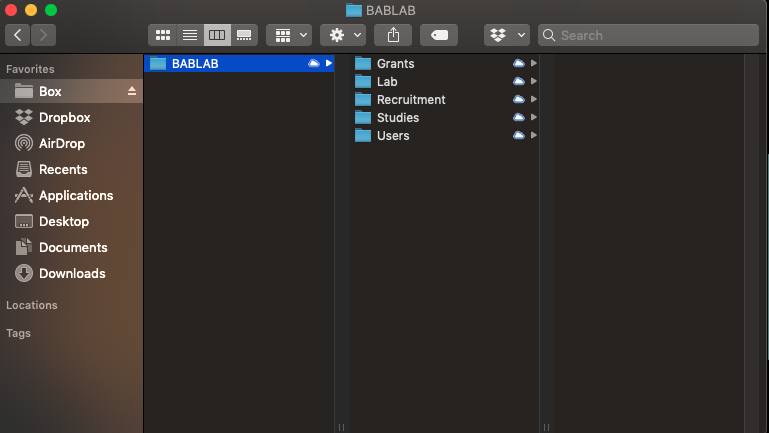 BABLAB
Search
Favorites
Box
Dropbox
AirDrop
Recents
Applications
Desktop
Documents
Downloads
Locations
Tags
BABLAB
Grants
Lab
Recruitment
Studies
Users